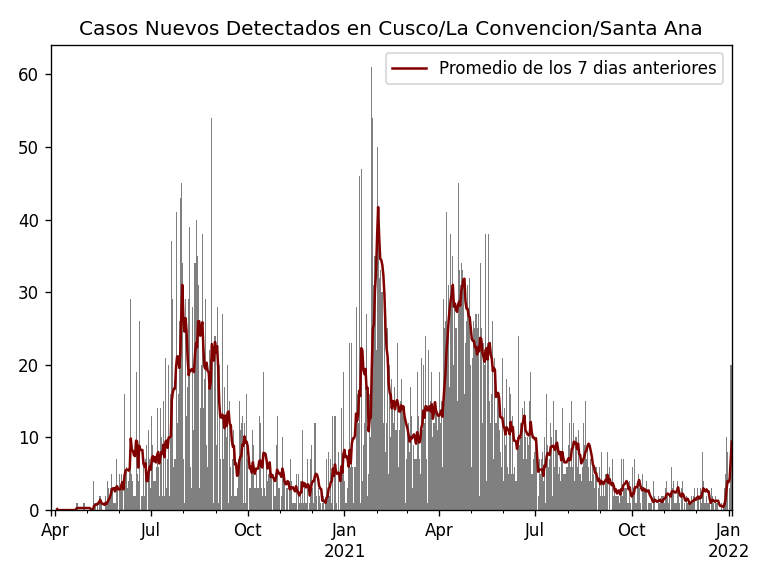 Casos Nuevos Detectados en Cusco/La Convencion/Santa Ana
Promedio de los 7 dias anteriores
60
50
40
30
20
10
0
Apr Jul Oct Jan Apr Jul Oct Jan
2021 2022